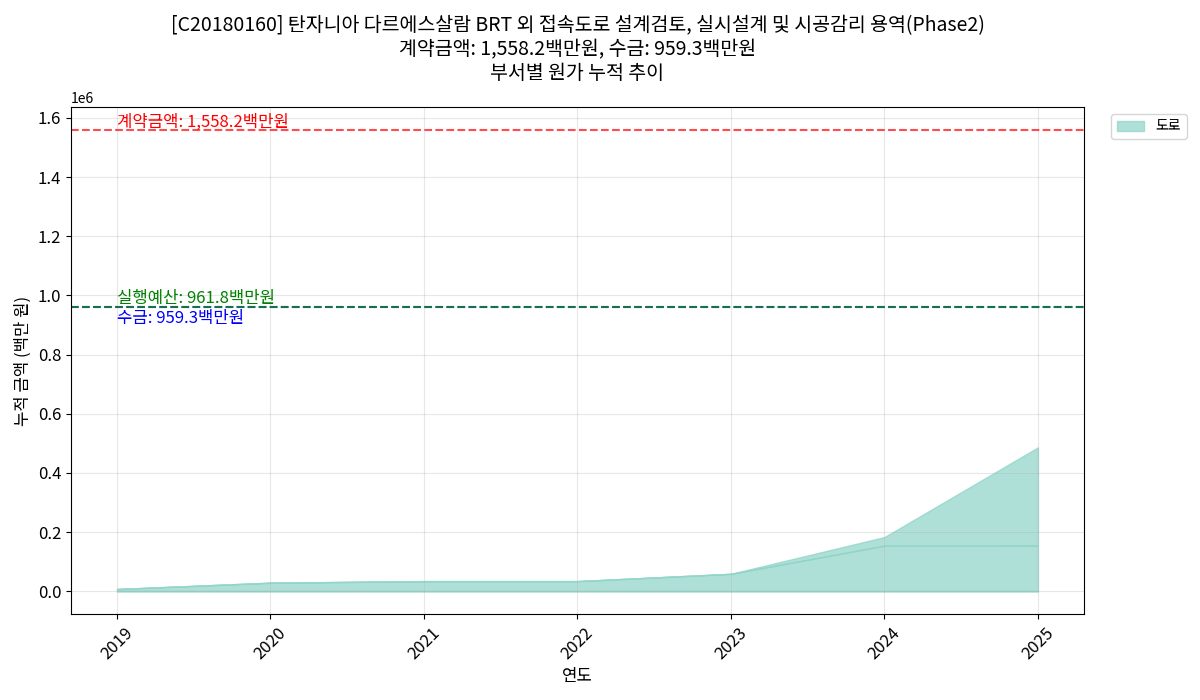 [C20180160] 탄자니아 다르에스살람 BRT 외 접속도로 설계검토, 실시설계 및 시공감리 용역(Phase2)
계약금액: 1,558.2백만원, 수금: 959.3백만원
부서별 원가 누적 추이
1e6
계약금액: 1,558.2백만원
도로
1.6
1.4
1.2
실행예산: 961.8백만원
1.0
수금: 959.3백만원
0.8
0.6
0.4
0.2
0.0
누적 금액 (백만 원)
2019
2020
2021
2022
2023
2024
2025
연도